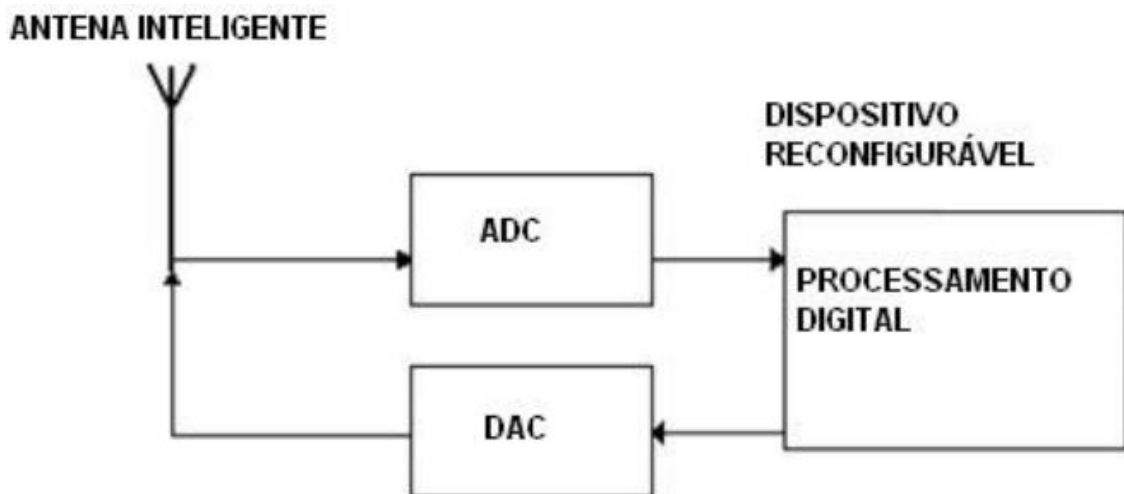 ANTENA INTELIGENTE
DISPOSITIVO
RECONFIGURÁVEL
ADC
PROCESSAMENTO
DIGITAL
DAC